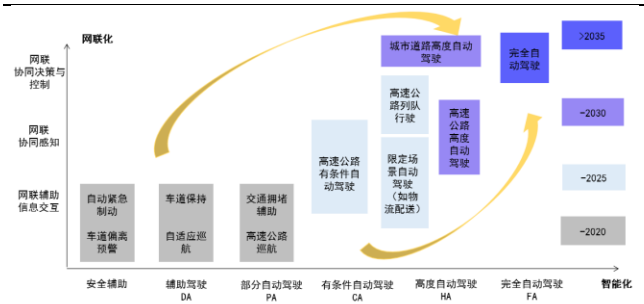 网联化
网联
协同决策与
控制
网联
协同感知
网联辅助
信息交互
自动紧急
制动
车道偏离
预警
车道保持
自适应巡航
交通拥堵
辅助
高速公路
巡航
高速公路
有条件自
动驾驶
城市道路高度自动
驾驶
高速公
路列队
行驶
限定场
景自动
驾驶
（如物
流配送）
高速
公路
高度
自动
驾驶
完全自
动驾驶
>2035
-2030
-2025
-2020
安全辅助
辅助驾驶
DA
部分自动驾驶
PA
有条件自动驾驶
CA
高度自动驾驶
HA
完全自动驾驶
FA
智能化